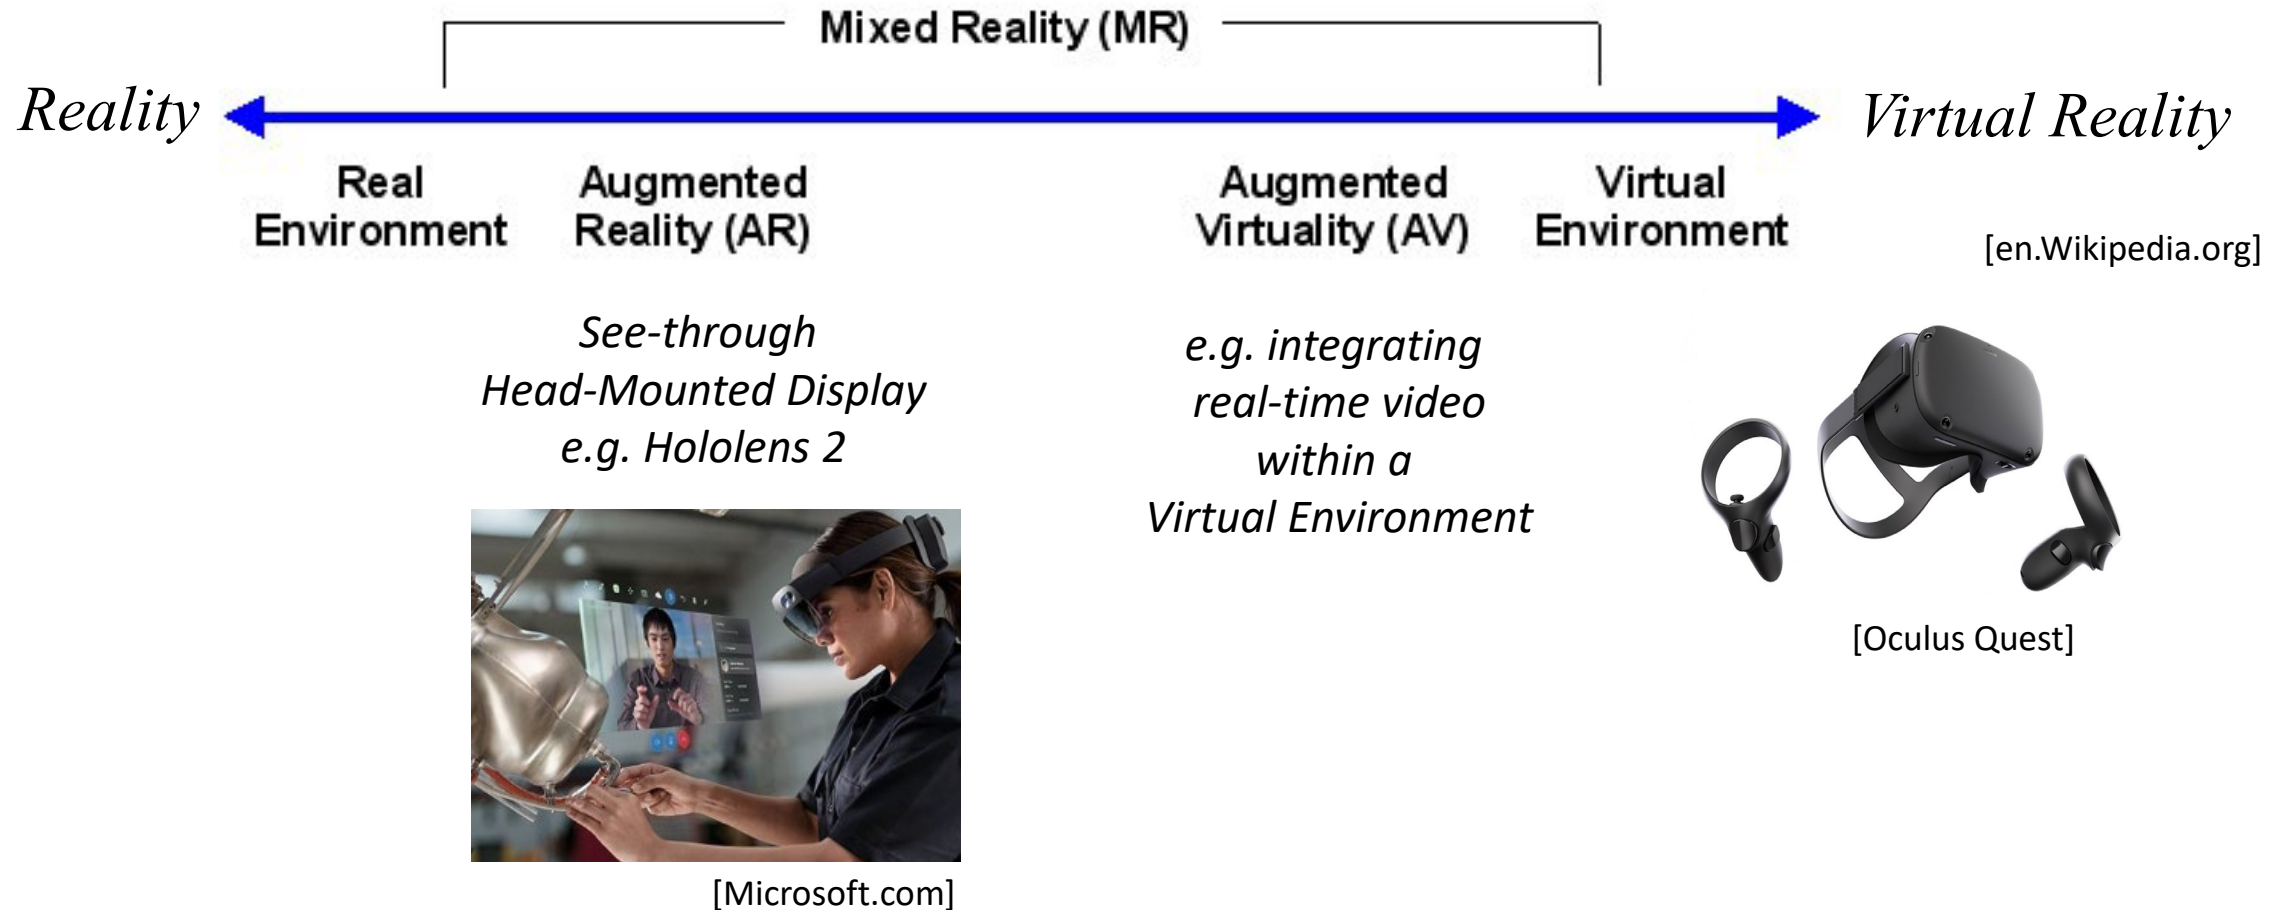 Mixed Reality (MR)
Reality
Virtual Reality
Real
Environment
Augmented
Reality (AR)
Augmented
Virtuality (AV)
Virtual
Environment
[en.Wikipedia.org]
See-through
Head-Mounted Display
e.g. Hololens 2
e.g. integrating
real-time video
within a
Virtual Environment
[Oculus Quest]
[Microsoft.com]